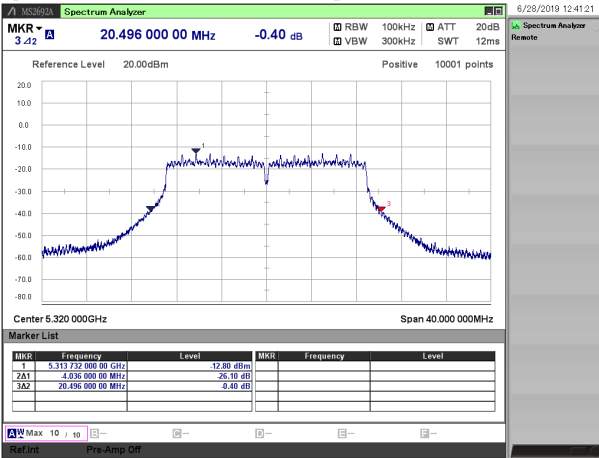 MS2692A Spectrum Analyzer
6/28/2019 12:41:21
Spectrum Analyzer
Remote
MKR
3Δ2 A 20.496 000 00 MHz -0.40 dB
M RBW 100kHz M ATT 20dB
M VBW 300kHz SWT 12ms
Reference Level 20.00dBm Positive 10001 points
20.0
10.0
0.0
-10.0
-20.0
-30.0
-40.0
-50.0
-60.0
-70.0
-80.0
1
3
Center 5.320 000GHz Span 40.000 000MHz
Marker List
MKR Frequency Level MKR Frequency Level
1 5.313 732 000 00 GHz -12.80 dBm
2Δ1 -4.036 000 00 MHz -26.10 dB
3Δ2 20.496 000 00 MHz -0.40 dB
A W Max 10 / 10 B-- C-- D-- E-- F--
Ref.Int Pre-Amp Off